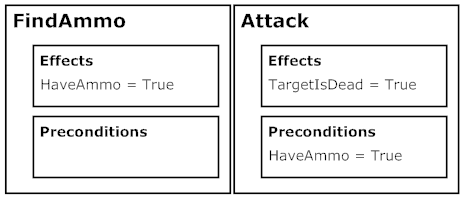 FindAmmo
Effects
HaveAmmo = True
Preconditions
Attack
Effects
TargetIsDead = True
Preconditions
HaveAmmo = True